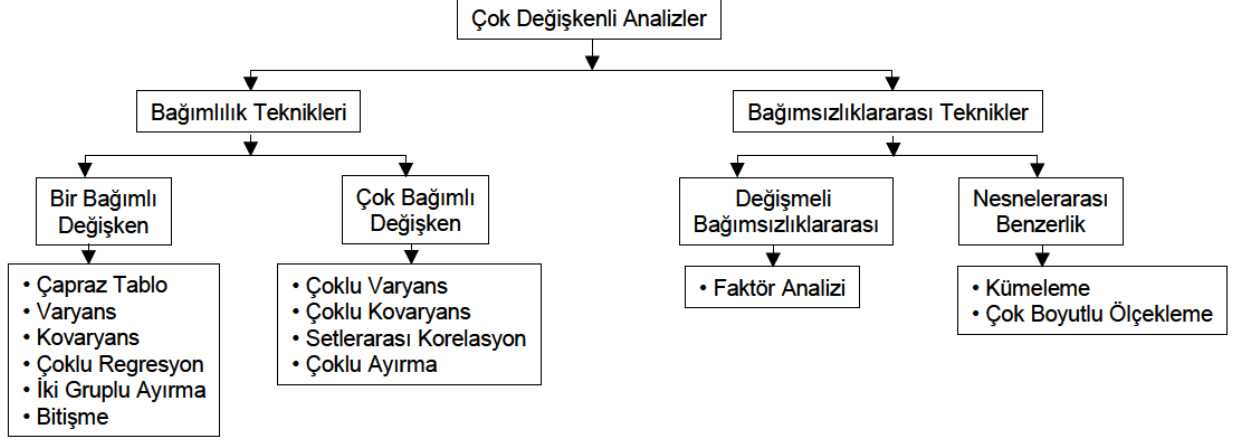 Çok Değişkenli Analizler
Bağımlılık Teknikleri
Bağımsızlıklararası Teknikler
Bir Bağımlı
Değişken
Çok Bağımlı
Değişken
Değişmeli
Bağımsızlıklararası
Nesnelerarası
Benzerlik
• Çapraz Tablo
• Varyans
• Kovaryans
• Çoklu Regresyon
• İki Gruplu Ayırma
• Bitişme
• Çoklu Varyans
• Çoklu Kovaryans
• Setlerarası Korelasyon
• Çoklu Ayırma
• Faktör Analizi
• Kümeleme
• Çok Boyutlu Ölçekleme